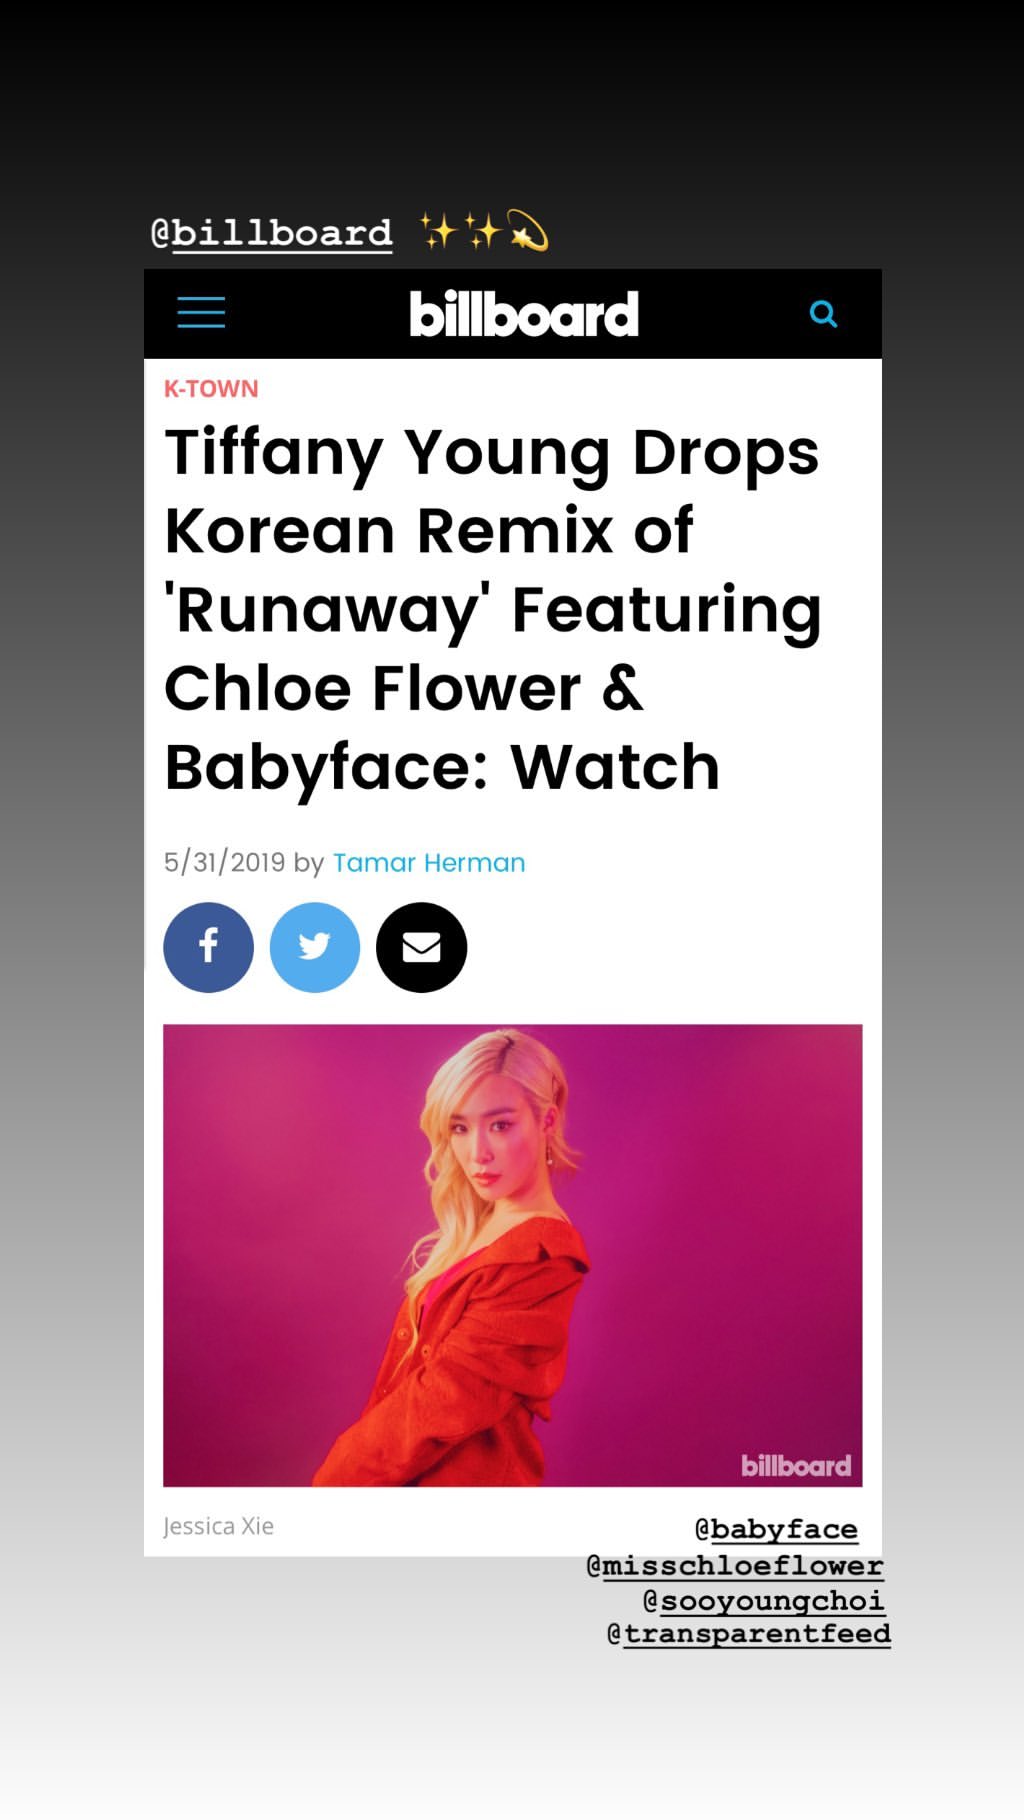 @billboard ✨✨💫
billboard
K-TOWN
Tiffany Young Drops
Korean Remix of
'Runaway' Featuring
Chloe Flower &
Babyface: Watch
5/31/2019 by Tamar Herman
billboard
Jessica Xie
@babyface
@misschloeflower
@sooyoungchoi
@transparentfeed